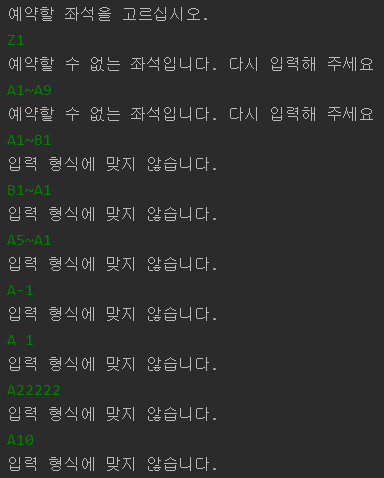 예약할 좌석을 고르십시오.
Z1
예약할 수 없는 좌석입니다. 다시 입력해 주세요
A1~A9
예약할 수 없는 좌석입니다. 다시 입력해 주세요
A1~B1
입력 형식에 맞지 않습니다.
B1~A1
입력 형식에 맞지 않습니다.
A5~A1
입력 형식에 맞지 않습니다.
A-1
입력 형식에 맞지 않습니다.
A 1
입력 형식에 맞지 않습니다.
A22222
입력 형식에 맞지 않습니다.
A10
입력 형식에 맞지 않습니다.